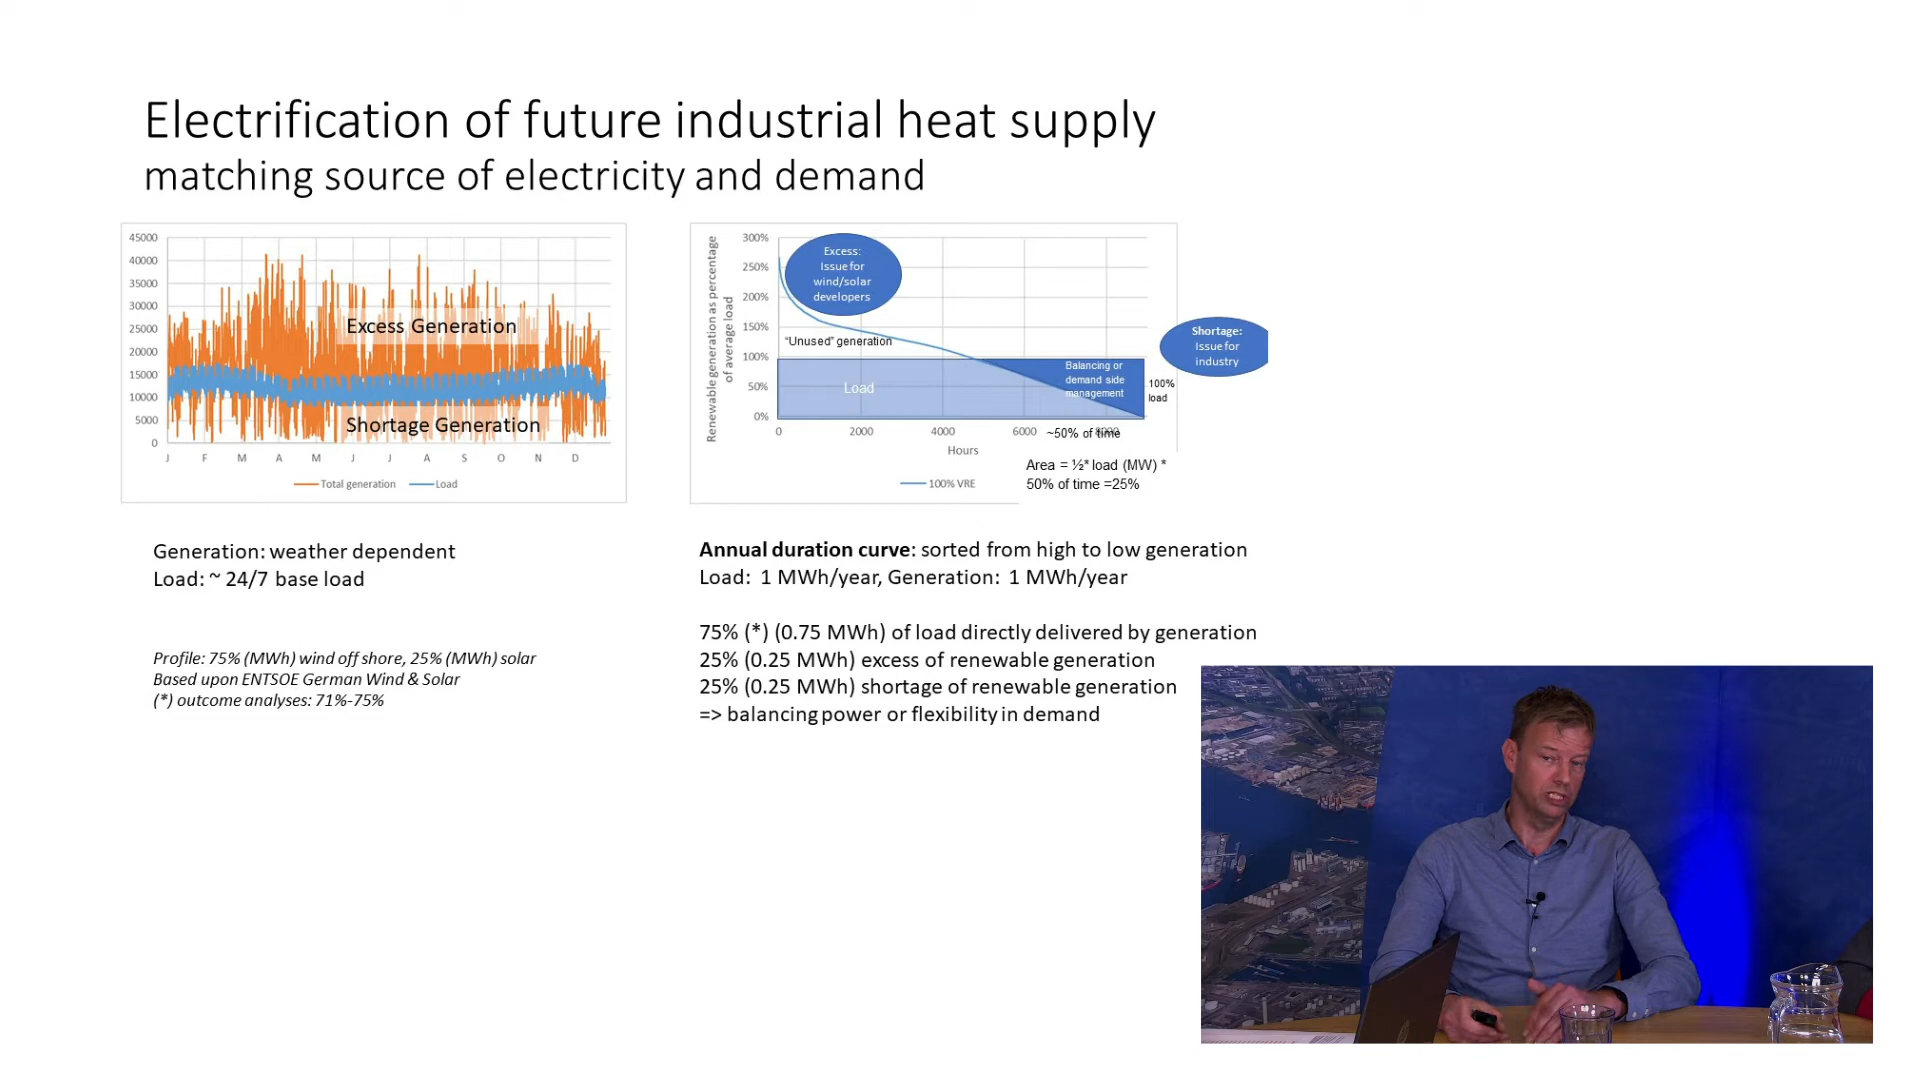 Electrification of future industrial heat supply
matching source of electricity and demand
45000
40000
35000
30000
25000
20000
15000
10000
5000
0
Excess Generation
Shortage Generation
J F M A M J J A S O N D
Total generation Load
Renewable generation as percentage
of average load
300%
250%
200%
150%
100%
50%
0%
Excess:
Issue for
wind/solar
developers
"Unused" generation
Load
Balancing or
demand side
management
100%
load
Shortage:
Issue for
industry
0 2000 4000 6000 8000
~50% of time
Hours
100% VRE
Area = ½* load (MW) *
50% of time =25%
Generation: weather dependent
Load: ~ 24/7 base load
Profile: 75% (MWh) wind off shore, 25% (MWh) solar
Based upon ENTSOE German Wind & Solar
(*) outcome analyses: 71%-75%
Annual duration curve: sorted from high to low generation
Load: 1 MWh/year, Generation: 1 MWh/year
75% (*) (0.75 MWh) of load directly delivered by generation
25% (0.25 MWh) excess of renewable generation
25% (0.25 MWh) shortage of renewable generation
=> balancing power or flexibility in demand